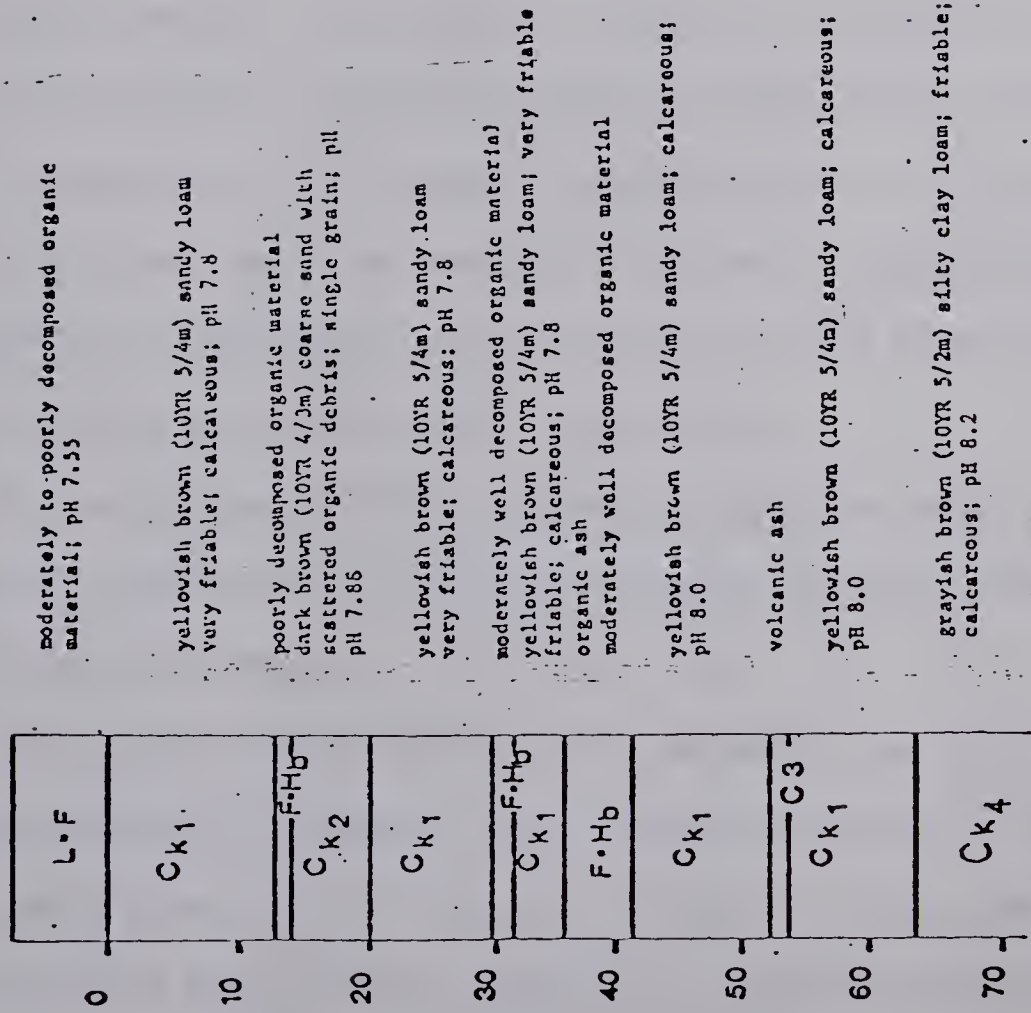 moderately to poorly decomposed organic
material; pH 7.55
yellowish brown (10YR 5/4m) sandy loam
very friable; calcareous; pH 7.8
poorly decomposed organic material
dark brown (10YR 4/3m) coarse sand with
scattered organic debris; single grain; pH
pH 7.86
yellowish brown (10YR 5/4m) sandy loam
very friable; calcareous; pH 7.8
moderately well decomposed organic material
yellowish brown (10YR 5/4m) sandy loam; very friable
friable; calcareous; pH 7.8
organic ash
moderately well decomposed organic material
yellowish brown (10YR 5/4m) sandy loam; calcareous;
pH 8.0
volcanic ash
yellowish brown (10YR 5/4m) sandy loam; calcareous;
pH 8.0
grayish brown (10YR 5/2m) silty clay loam; friable;
calcareous; pH 8.2
L·F
0
Ck1
10
F·Hb
Ck2
20
Ck1
30
F·Hb
Ck1
F·Hb
40
Ck1
50
C3
Ck1
60
Ck4
70